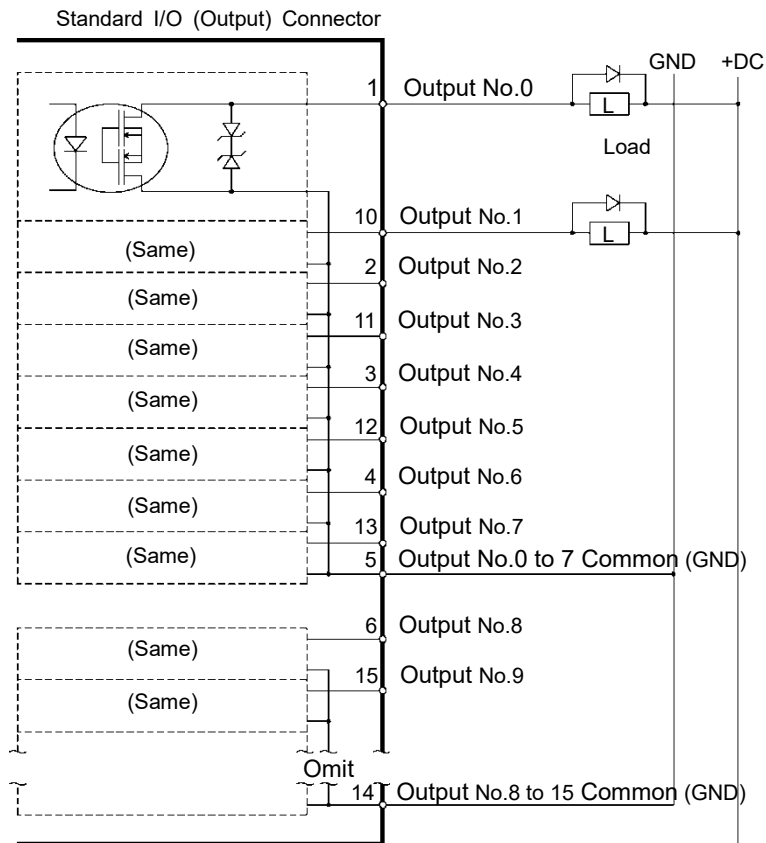 Standard I/O (Output) Connector
GND +DC
1 Output No.0
L
Load
10 Output No.1
L
(Same)
2 Output No.2
(Same)
11 Output No.3
(Same)
3 Output No.4
(Same)
12 Output No.5
(Same)
4 Output No.6
(Same)
13 Output No.7
(Same)
5 Output No.0 to 7 Common (GND)
6 Output No.8
(Same)
15 Output No.9
(Same)
Omit
14 Output No.8 to 15 Common (GND)